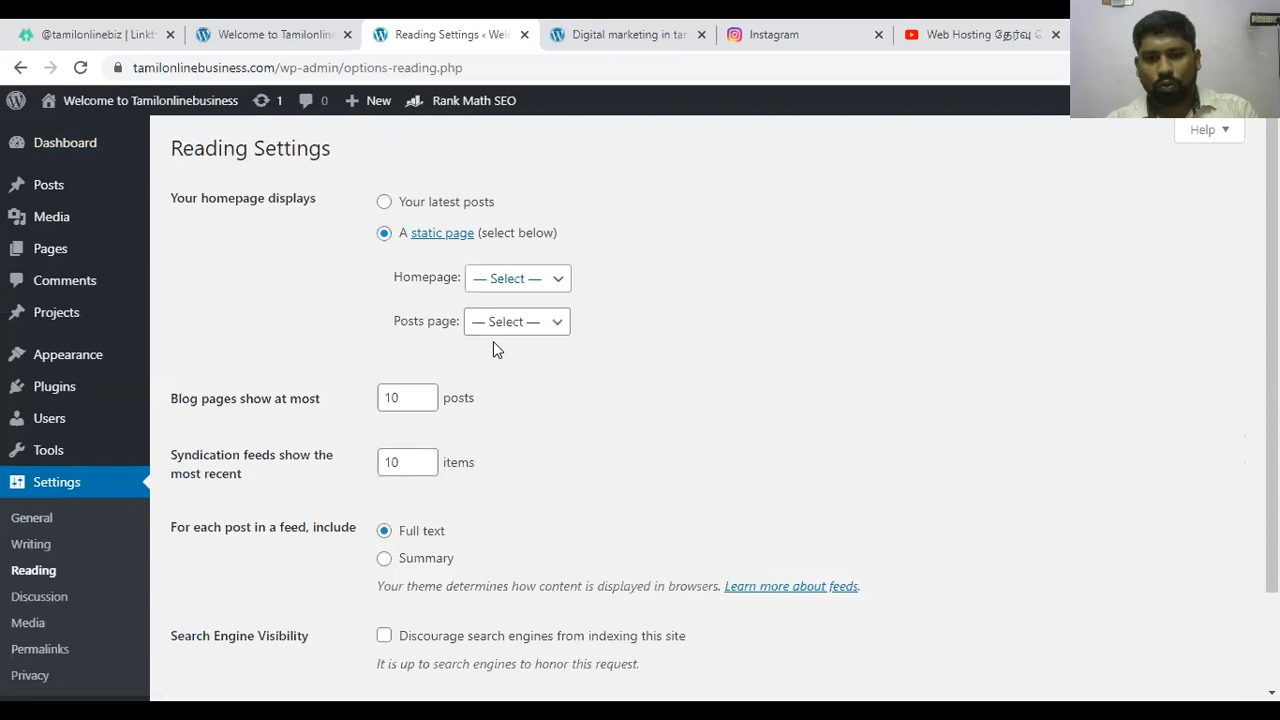 @tamilonlinebiz | Linkt
Welcome to Tamilonlin
Reading Settings ‹ Wel
Digital marketing in tar
Instagram
Web Hosting தேர்வு
tamilonlinebusiness.com/wp-admin/options-reading.php
Welcome to Tamilonlinebusiness
1
0
New
Rank Math SEO
Help
Dashboard
Posts
Media
Pages
Comments
Projects
Appearance
Plugins
Users
Tools
Settings
General
Writing
Reading
Discussion
Media
Permalinks
Privacy
Reading Settings
Your homepage displays
Your latest posts
A static page (select below)
Homepage: — Select —
Posts page: — Select —
Blog pages show at most 10 posts
Syndication feeds show the
most recent
10 items
For each post in a feed, include
Full text
Summary
Your theme determines how content is displayed in browsers. Learn more about feeds.
Search Engine Visibility
Discourage search engines from indexing this site
It is up to search engines to honor this request.